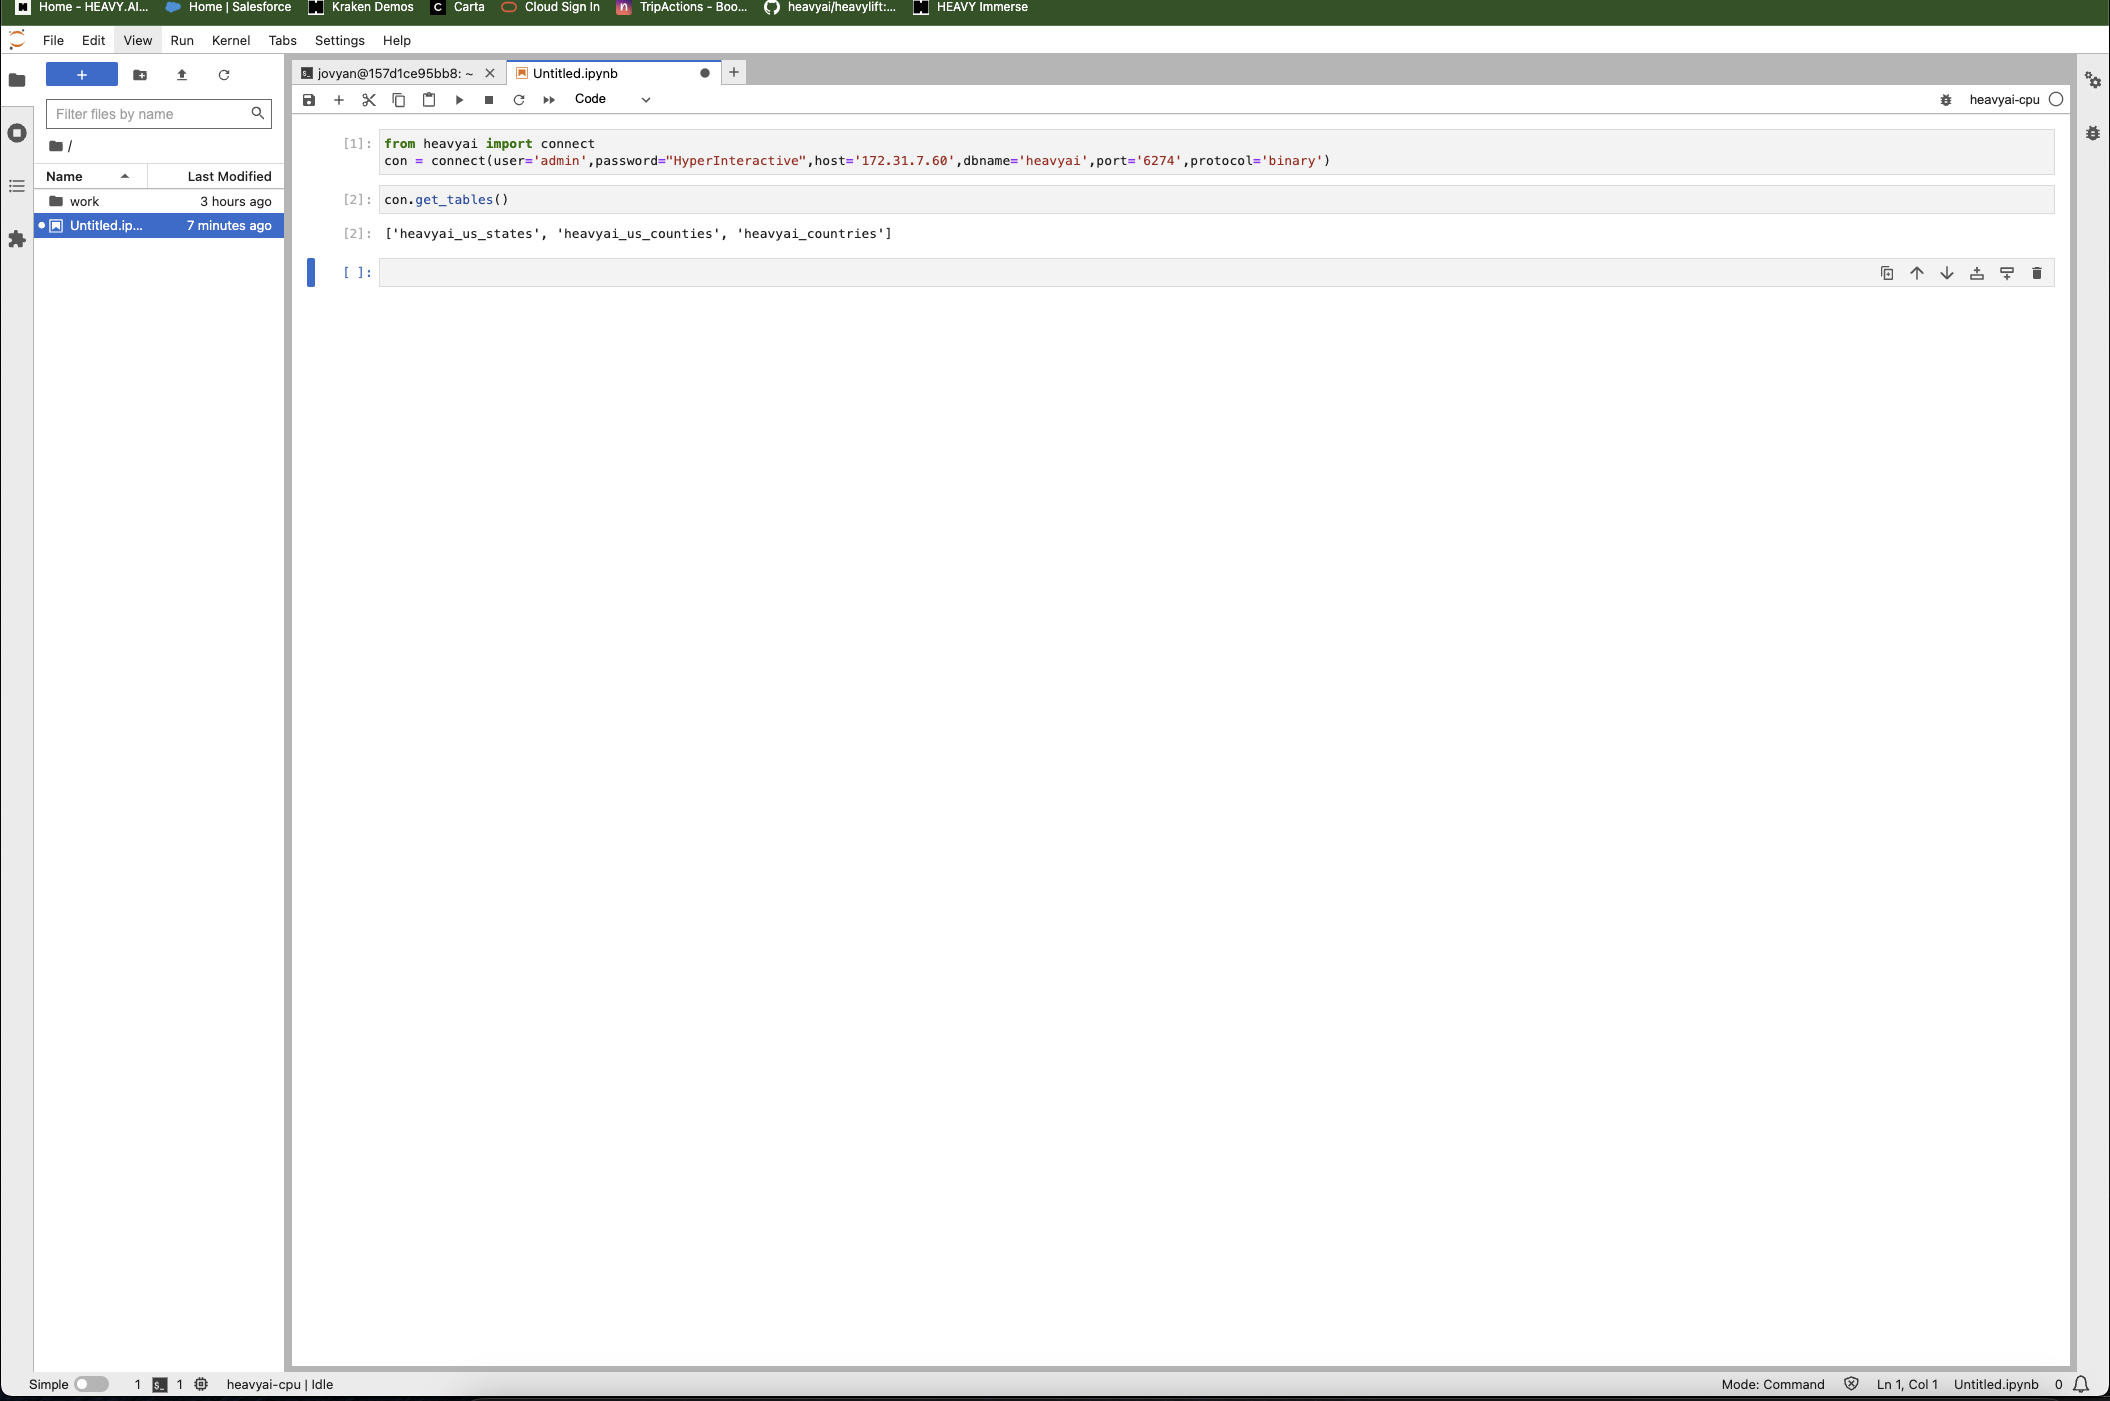 Home - HEAVY.AI... Home | Salesforce Kraken Demos C Carta Cloud Sign In n TripActions - Boo... heavyai/heavylift:... HEAVY Immerse
File Edit View Run Kernel Tabs Settings Help
+
jovyan@157d1ce95bb8: ~ Untitled.ipynb
Code
heavyai-cpu
Filter files by name
/
Name Last Modified
work 3 hours ago
Untitled.ip... 7 minutes ago
[1]: from heavyai import connect
con = connect(user='admin',password="HyperInteractive",host='172.31.7.60',dbname='heavyai',port='6274',protocol='binary')
[2]: con.get_tables()
[2]: ['heavyai_us_states', 'heavyai_us_counties', 'heavyai_countries']
[ ]:
Simple 1 $_ 1 heavyai-cpu | Idle Mode: Command Ln 1, Col 1 Untitled.ipynb 0